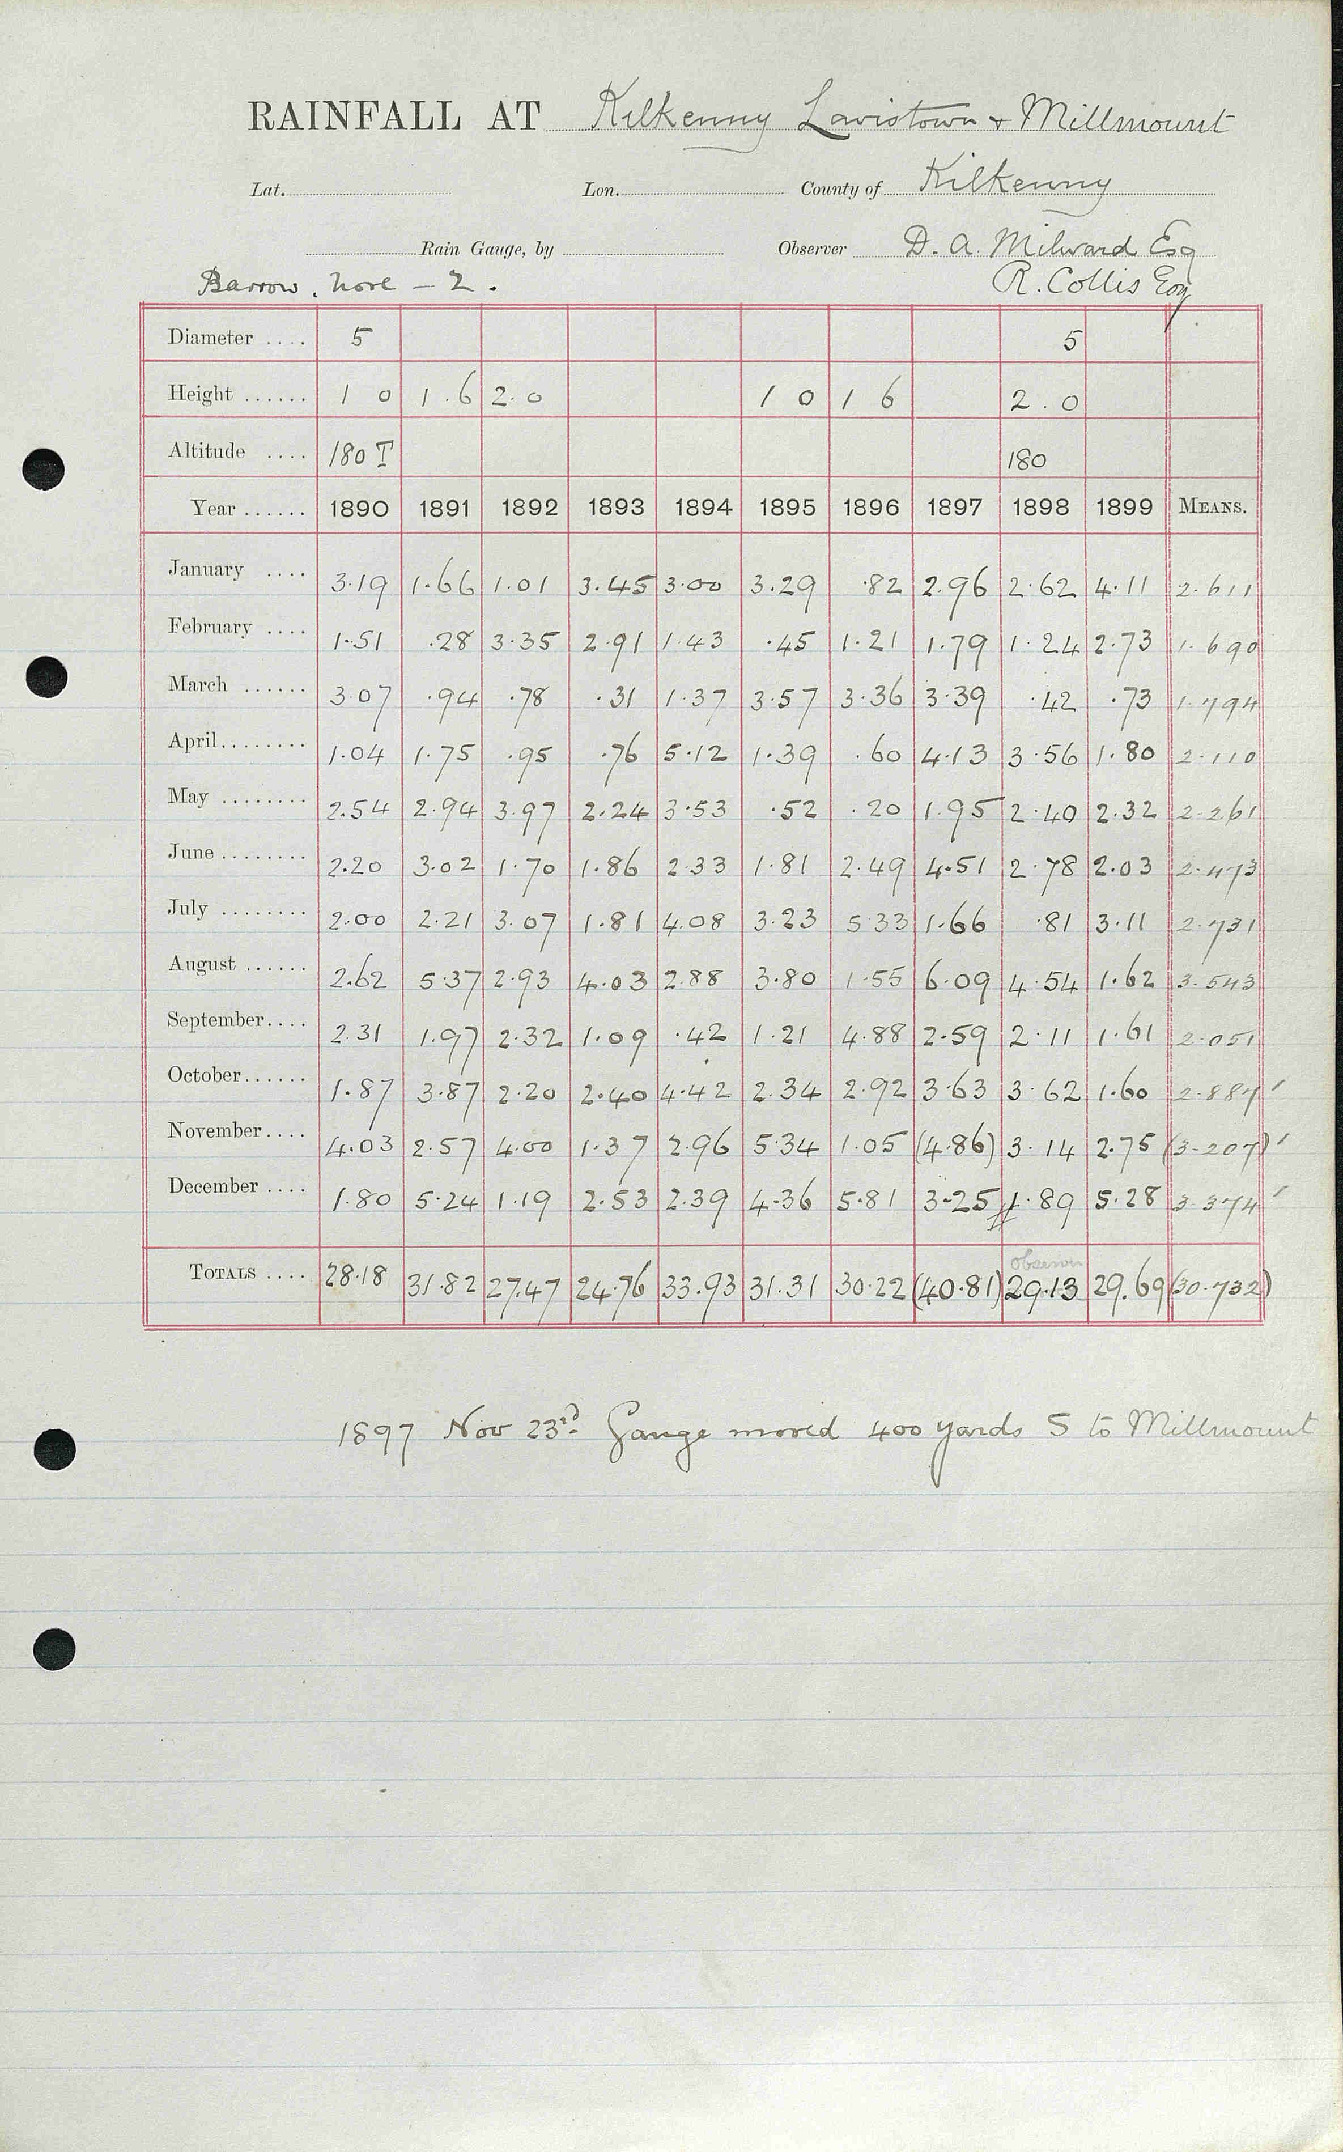 RAINFALL AT Kilkenny Lavistown & Millmount
Lat. Lon. County of Kilkenny
Rain Gauge, by Observer D. A. Milward Esq
Barrow. Nore - 2. R. Collis Esq
Diameter .... 5 5
Height ...... 1 0 1.6 2.0 1 0 1 6 2.0
Altitude .... 180 T 180
Year ...... 1890 1891 1892 1893 1894 1895 1896 1897 1898 1899 MEANS.
January .... 3.19 1.66 1.01 3.45 3.00 3.29 .82 2.96 2.62 4.11 2.611
February .... 1.51 .28 3.35 2.91 1.43 .45 1.21 1.79 1.24 2.73 1.690
March ...... 3.07 .94 .78 .31 1.37 3.57 3.36 3.39 .42 .73 1.794
April........ 1.04 1.75 .95 .76 5.12 1.39 .60 4.13 3.56 1.80 2.110
May ........ 2.54 2.94 3.97 2.24 3.53 .52 .20 1.95 2.40 2.32 2.261
June ........ 2.20 3.02 1.70 1.86 2.33 1.81 2.49 4.51 2.78 2.03 2.473
July ........ 2.00 2.21 3.07 1.81 4.08 3.23 5.33 1.66 .81 3.11 2.731
August ...... 2.62 5.37 2.93 4.03 2.88 3.80 1.55 6.09 4.54 1.62 3.543
September.... 2.31 1.97 2.32 1.09 .42 1.21 4.88 2.59 2.11 1.61 2.051
October...... 1.87 3.87 2.20 2.40 4.42 2.34 2.92 3.63 3.62 1.60 2.887'
November.... 4.03 2.57 4.00 1.37 2.96 5.34 1.05 (4.86) 3.14 2.75 (3.207)'
December .... 1.80 5.24 1.19 2.53 2.39 4.36 5.81 3.25 1.89 5.28 3.374'
observer
TOTALS .... 28.18 31.82 27.47 24.76 33.93 31.31 30.22 (40.81) 29.13 29.69 (30.732)
1897 Nov 23rd. Gauge moved 400 yards S to Millmount